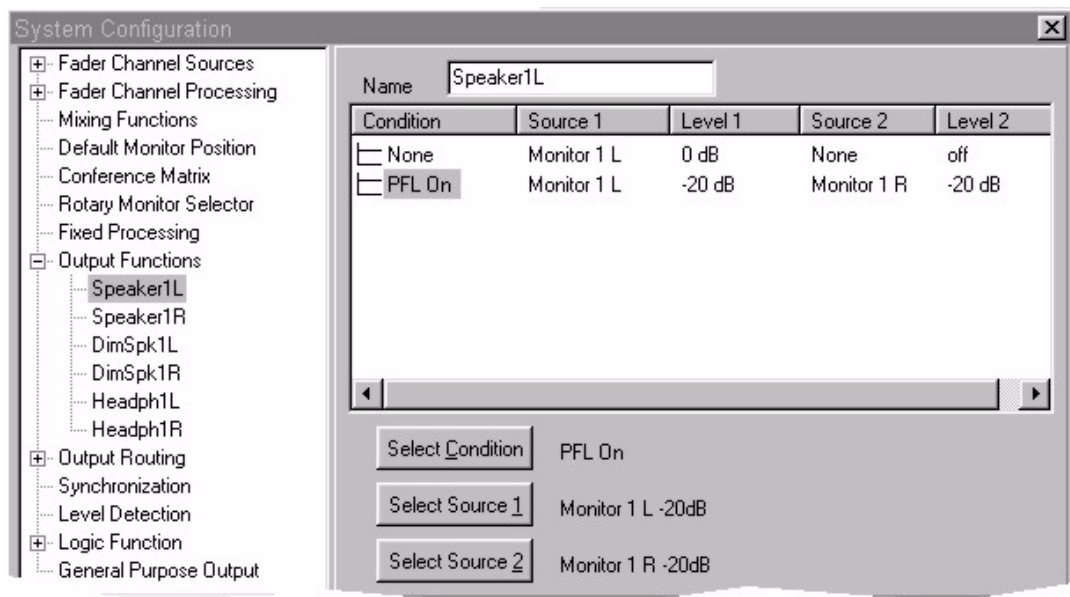 System Configuration
Fader Channel Sources
Fader Channel Processing
Mixing Functions
Default Monitor Position
Conference Matrix
Rotary Monitor Selector
Fixed Processing
Output Functions
Speaker1L
Speaker1R
DimSpk1L
DimSpk1R
Headph1L
Headph1R
Output Routing
Synchronization
Level Detection
Logic Function
General Purpose Output
Name Speaker1L
Condition Source 1 Level 1 Source 2 Level 2
None Monitor 1 L 0 dB None off
PFL On Monitor 1 L -20 dB Monitor 1 R -20 dB
Select Condition PFL On
Select Source 1 Monitor 1 L -20dB
Select Source 2 Monitor 1 R -20dB